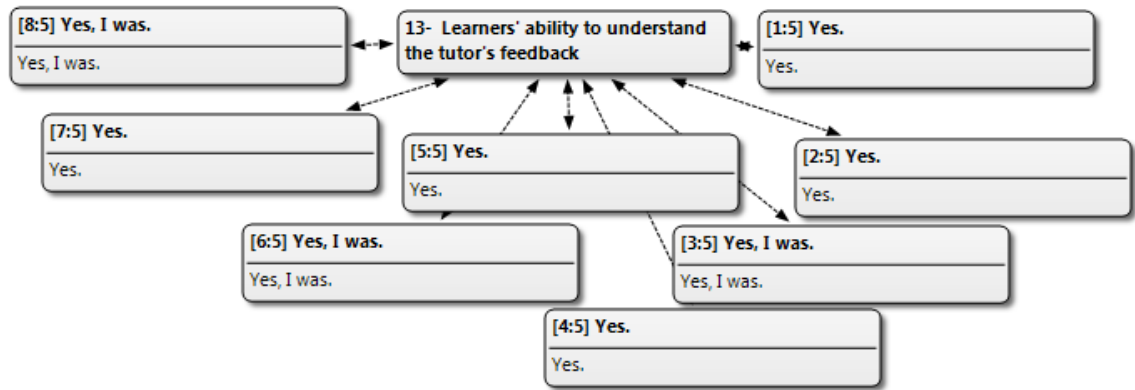 [8:5] Yes, I was.
Yes, I was.
13- Learners' ability to understand
the tutor's feedback
[1:5] Yes.
Yes.
[7:5] Yes.
Yes.
[5:5] Yes.
Yes.
[2:5] Yes.
Yes.
[6:5] Yes, I was.
Yes, I was.
[3:5] Yes, I was.
Yes, I was.
[4:5] Yes.
Yes.